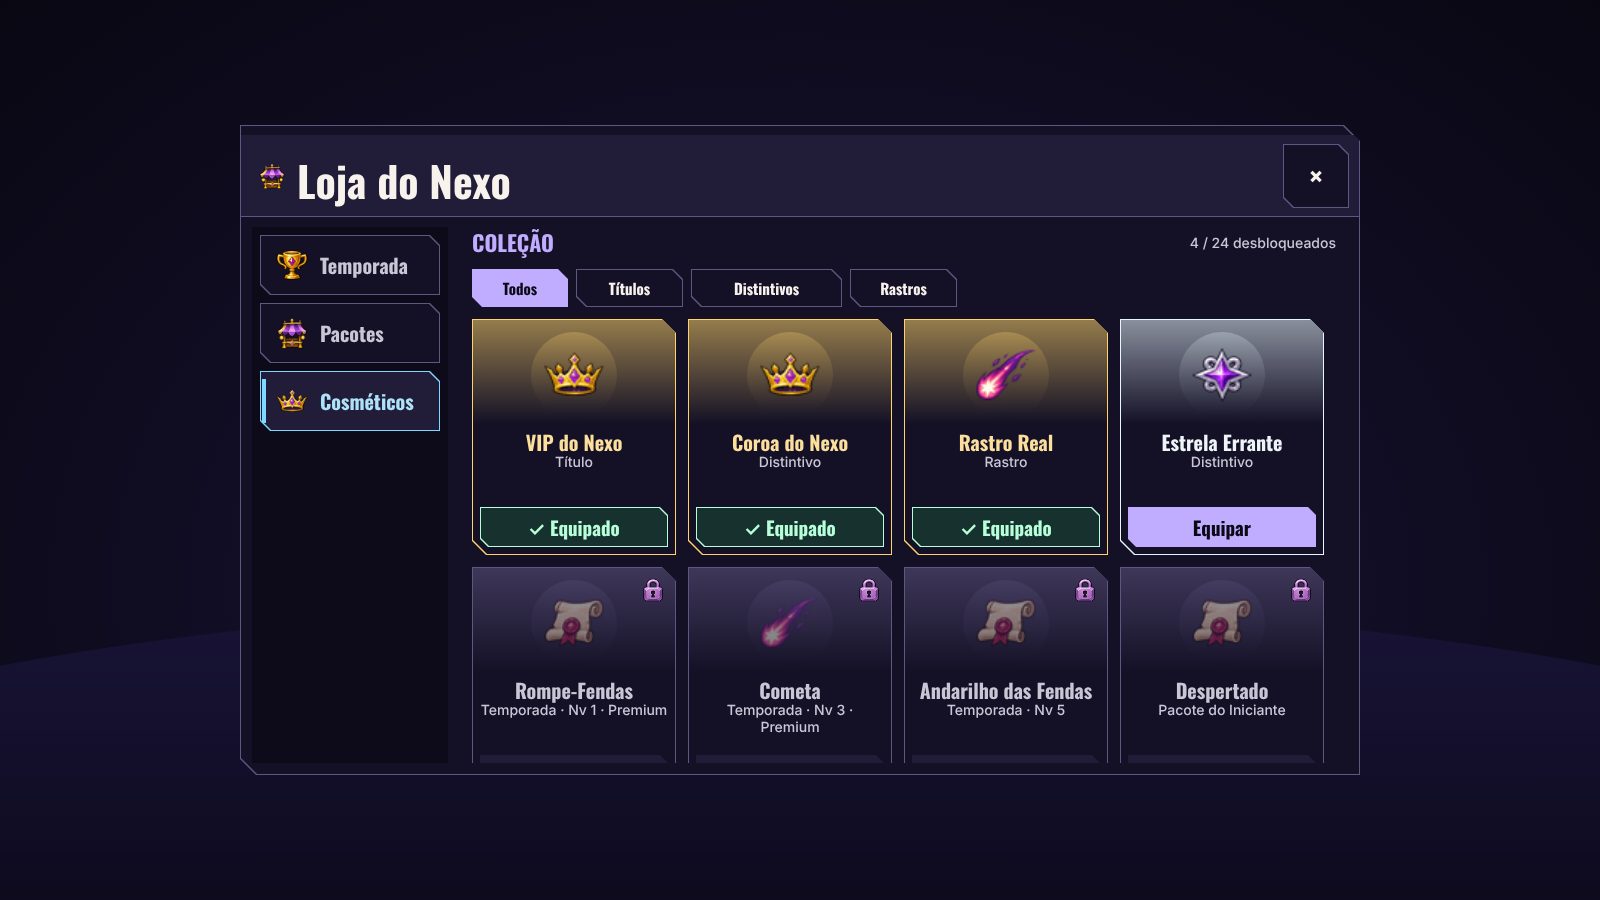 Loja do Nexo
×
Temporada
Pacotes
Cosméticos
COLEÇÃO
4 / 24 desbloqueados
Todos
Títulos
Distintivos
Rastros
VIP do Nexo
Título
✓ Equipado
Coroa do Nexo
Distintivo
✓ Equipado
Rastro Real
Rastro
✓ Equipado
Estrela Errante
Distintivo
Equipar
Rompe-Fendas
Temporada · Nv 1 · Premium
Cometa
Temporada · Nv 3 ·
Premium
Andarilho das Fendas
Temporada · Nv 5
Despertado
Pacote do Iniciante